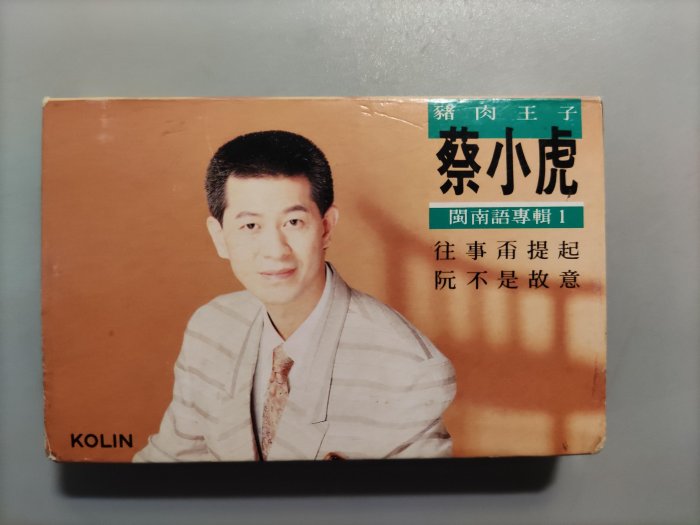 豬肉王子
蔡小虎
閩南語專輯1
往事甭提起
阮不是故意
KOLIN